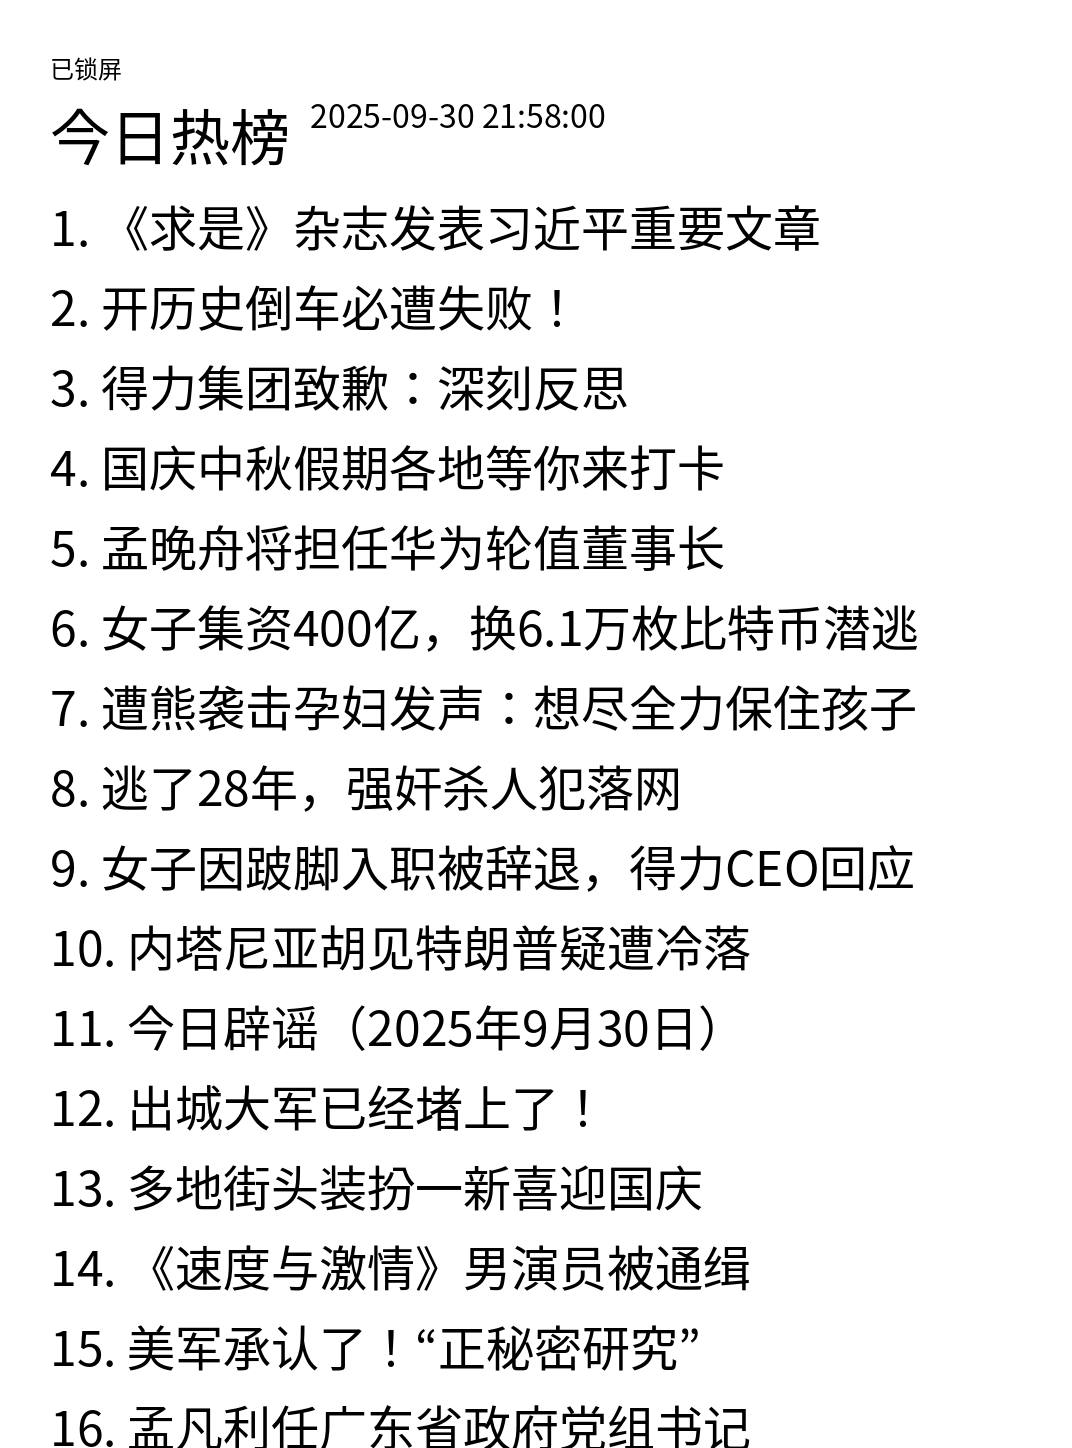 已锁屏
今日热榜 2025-09-30 21:58:00
1. 《求是》杂志发表习近平重要文章
2. 开历史倒车必遭失败！
3. 得力集团致歉：深刻反思
4. 国庆中秋假期各地等你来打卡
5. 孟晚舟将担任华为轮值董事长
6. 女子集资400亿，换6.1万枚比特币潜逃
7. 遭熊袭击孕妇发声：想尽全力保住孩子
8. 逃了28年，强奸杀人犯落网
9. 女子因跛脚入职被辞退，得力CEO回应
10. 内塔尼亚胡见特朗普疑遭冷落
11. 今日辟谣（2025年9月30日）
12. 出城大军已经堵上了！
13. 多地街头装扮一新喜迎国庆
14. 《速度与激情》男演员被通缉
15. 美军承认了！“正秘密研究”
16. 孟凡利任广东省政府党组书记